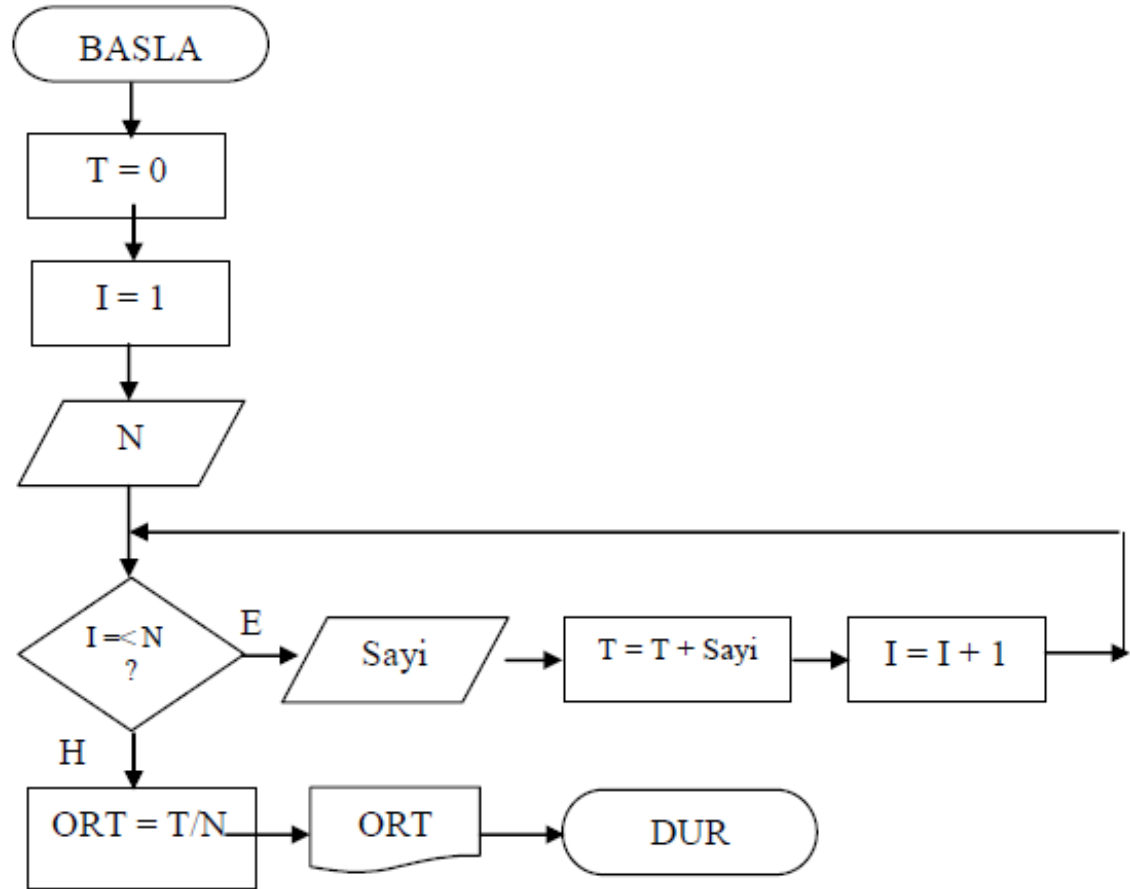 BASLA
T = 0
I = 1
N
I =< N
?
E
Sayi
T = T + Sayi
I = I + 1
H
ORT = T/N
ORT
DUR